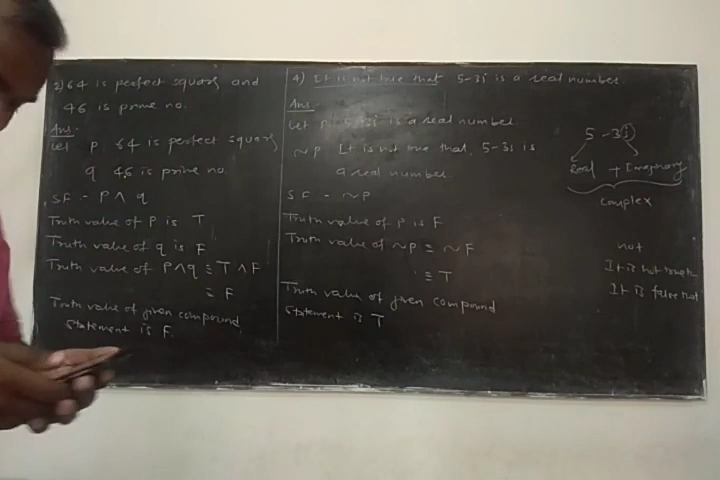 2) 64 is perfect square and
46 is prime no.
Ans.
Let p 64 is perfect square
q 46 is prime no.
SF - P ∧ q
Truth value of P is T
Truth value of q is F
Truth value of P∧q ≡ T ∧ F
≡ F
Truth value of given compound
statement is F.
4) It is not true that 5-3i is a real number.
Ans.
Let p 5-3i is a real number
~P It is not true that, 5-3i is
a real number
SF - ~P
Truth value of P is F
Truth value of ~P ≡ ~F
≡ T
Truth value of given compound
statement is T
5 - 3i
Real + Imaginary
complex
not
It is not true
It is false that